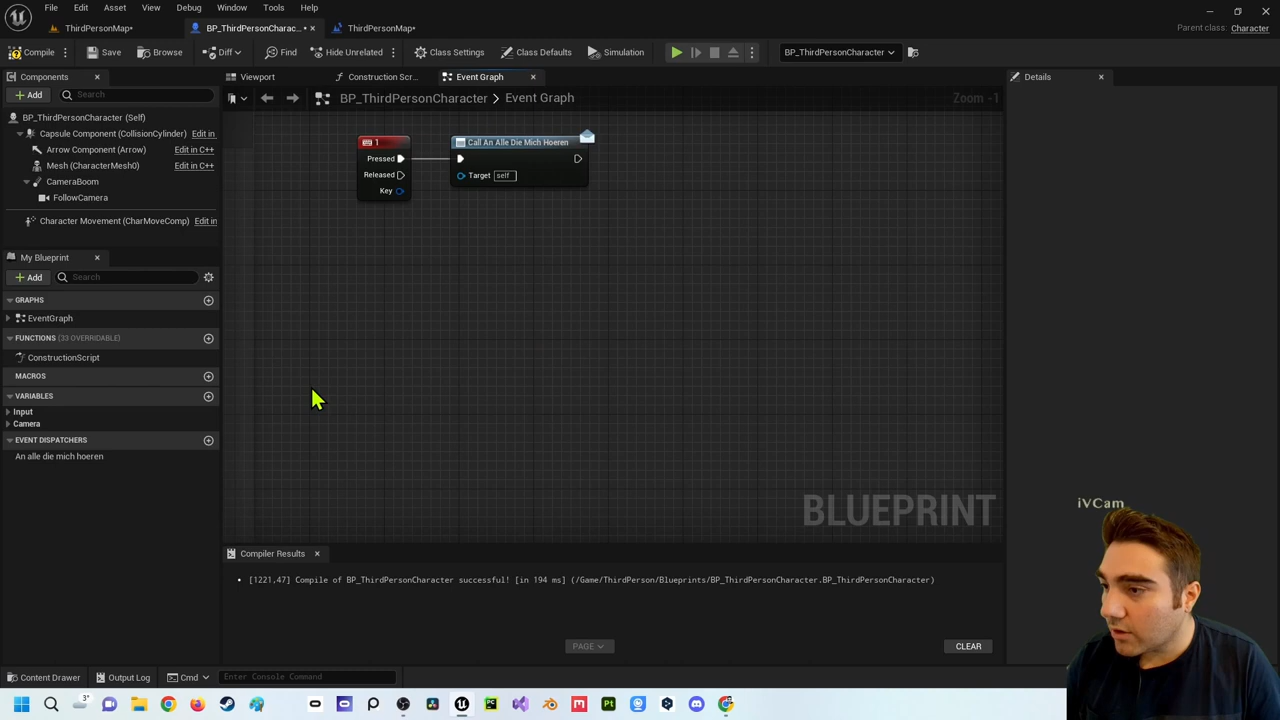 File Edit Asset View Debug Window Tools Help
ThirdPersonMap* BP_ThirdPersonCharac...* ThirdPersonMap*
Parent class: Character
Compile Save Browse Diff Find Hide Unrelated Class Settings Class Defaults Simulation BP_ThirdPersonCharacter
Components
Add Search
BP_ThirdPersonCharacter (Self)
Capsule Component (CollisionCylinder) Edit in
Arrow Component (Arrow) Edit in C++
Mesh (CharacterMesh0) Edit in C++
CameraBoom
FollowCamera
Character Movement (CharMoveComp) Edit in
My Blueprint
Add Search
GRAPHS
EventGraph
FUNCTIONS (33 OVERRIDABLE)
ConstructionScript
MACROS
VARIABLES
Input
Camera
EVENT DISPATCHERS
An alle die mich hoeren
Viewport Construction Scr... Event Graph
BP_ThirdPersonCharacter > Event Graph
Zoom -1
1
Pressed
Released
Key
Call An Alle Die Mich Hoeren
Target self
BLUEPRINT
Details
iVCam
Compiler Results
[1221,47] Compile of BP_ThirdPersonCharacter successful! [in 194 ms] (/Game/ThirdPerson/Blueprints/BP_ThirdPersonCharacter.BP_ThirdPersonCharacter)
PAGE
CLEAR
Content Drawer Output Log Cmd Enter Console Command
3°
PC
M
Pt